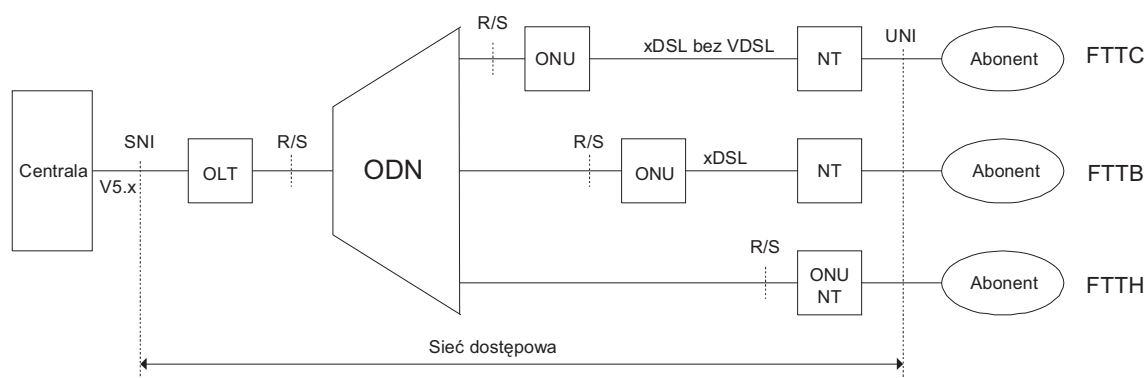 R/S
ONU
xDSL bez VDSL
NT
UNI
Abonent
FTTC
Centrala
SNI
V5.x
OLT
R/S
ODN
R/S
ONU
xDSL
NT
Abonent
FTTB
R/S
ONU
NT
Abonent
FTTH
Sieć dostępowa